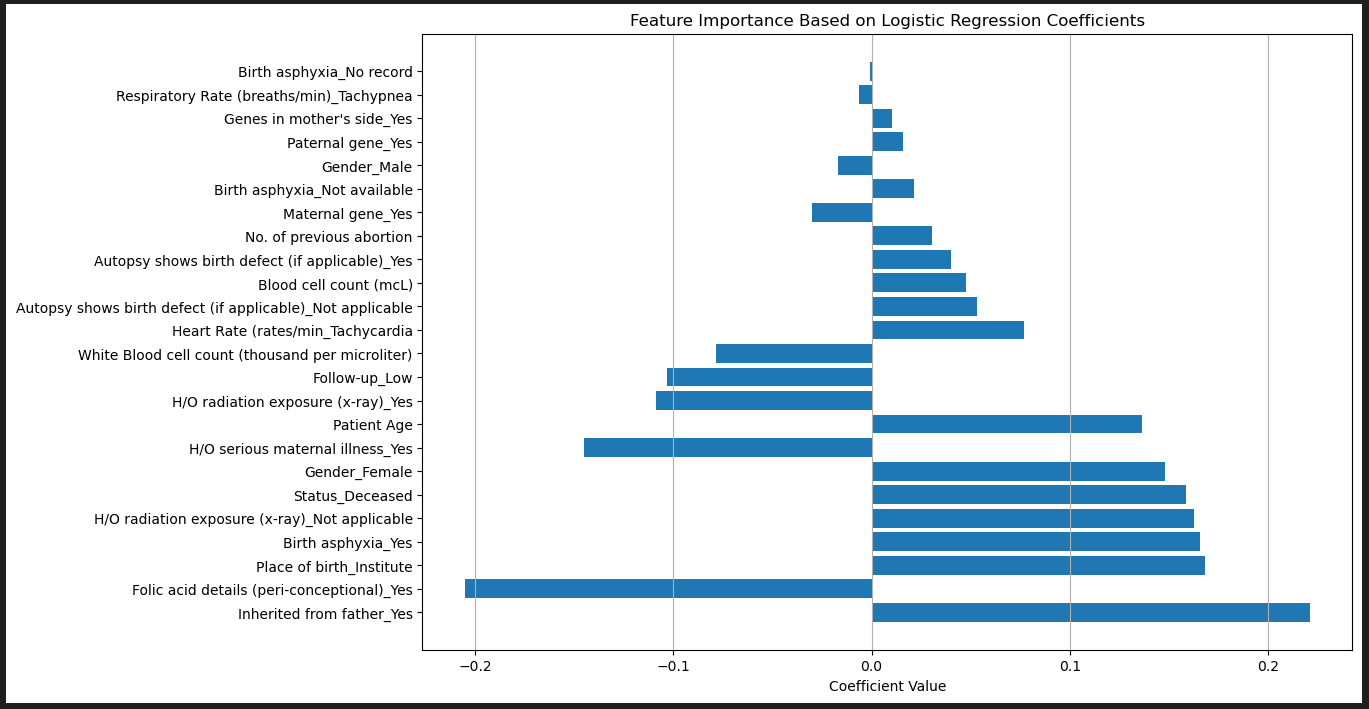 Feature Importance Based on Logistic Regression Coefficients
Birth asphyxia_No record
Respiratory Rate (breaths/min)_Tachypnea
Genes in mother's side_Yes
Paternal gene_Yes
Gender_Male
Birth asphyxia_Not available
Maternal gene_Yes
No. of previous abortion
Autopsy shows birth defect (if applicable)_Yes
Blood cell count (mcL)
Autopsy shows birth defect (if applicable)_Not applicable
Heart Rate (rates/min_Tachycardia
White Blood cell count (thousand per microliter)
Follow-up_Low
H/O radiation exposure (x-ray)_Yes
Patient Age
H/O serious maternal illness_Yes
Gender_Female
Status_Deceased
H/O radiation exposure (x-ray)_Not applicable
Birth asphyxia_Yes
Place of birth_Institute
Folic acid details (peri-conceptional)_Yes
Inherited from father_Yes
−0.2 −0.1 0.0 0.1 0.2
Coefficient Value